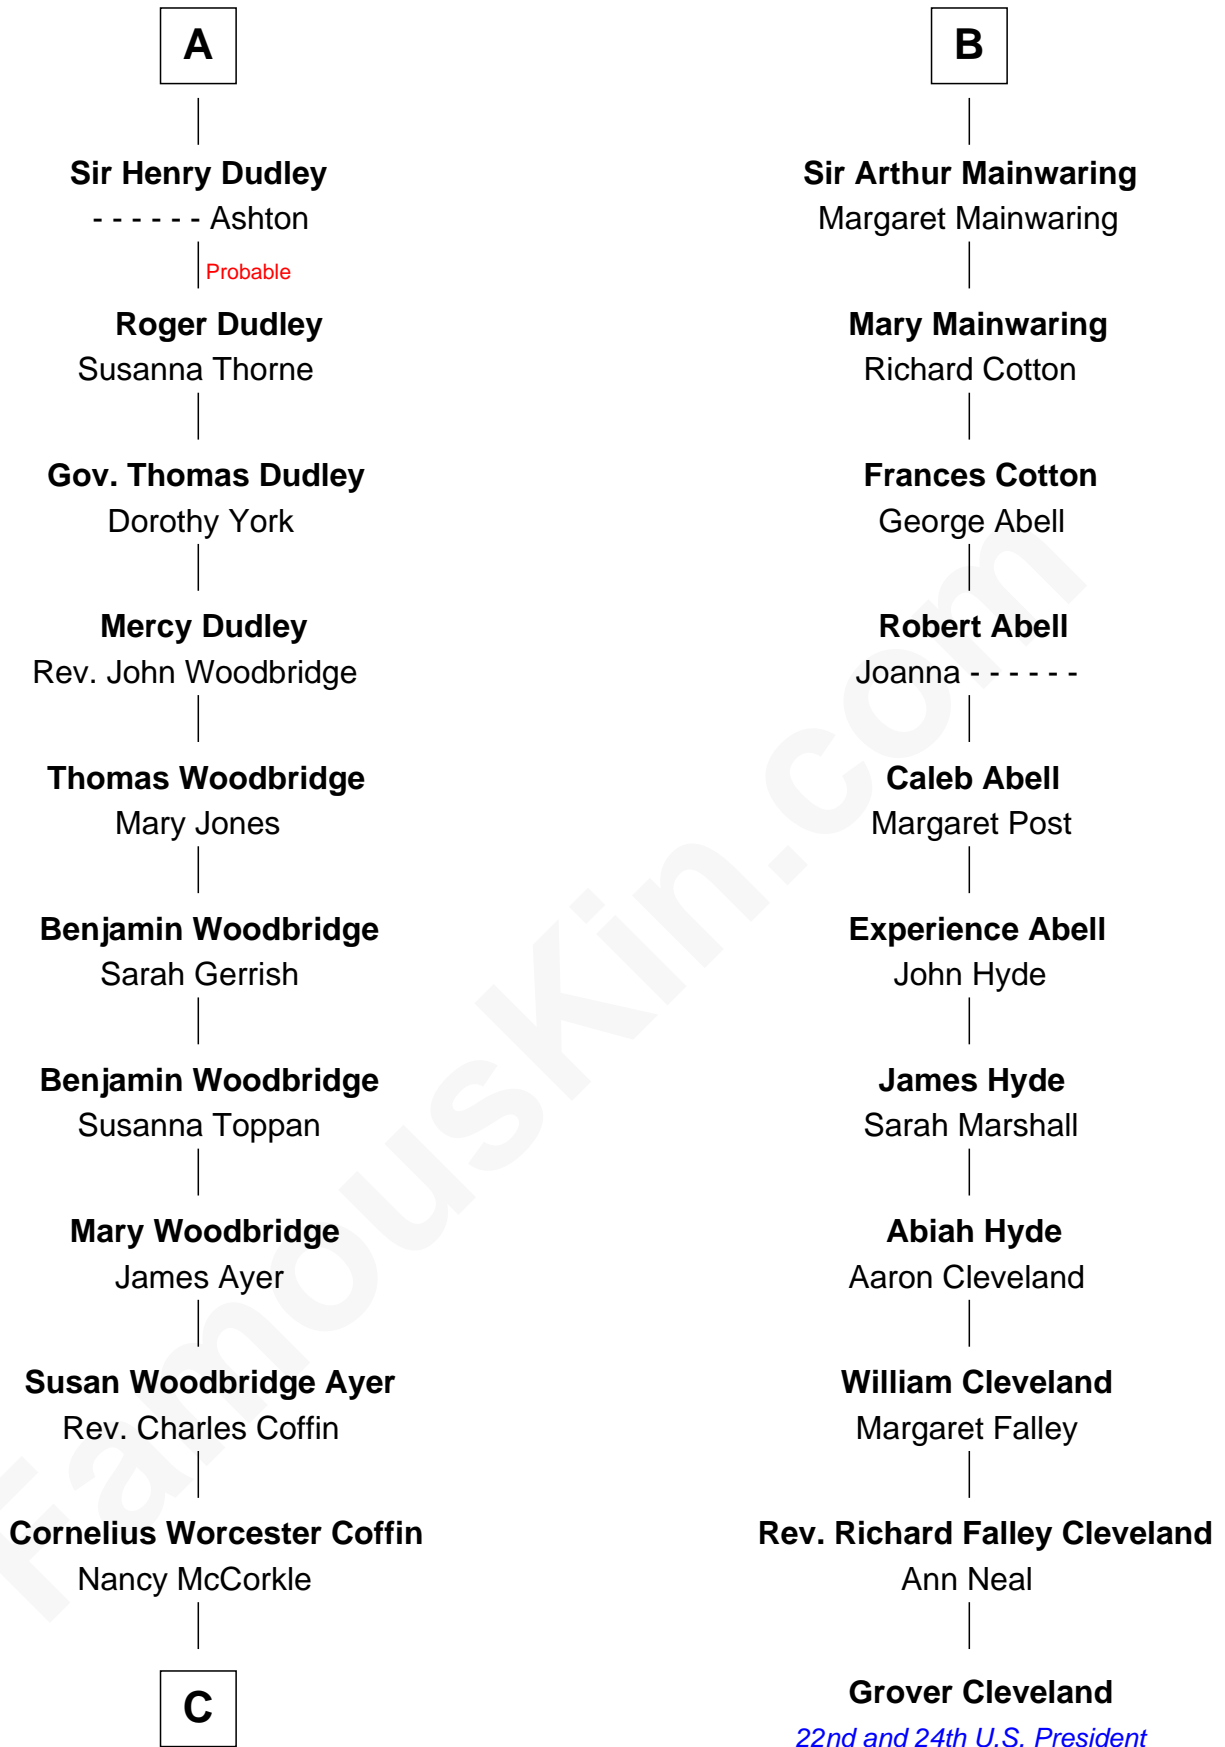 A
Sir Henry Dudley
- - - - - - Ashton
Probable
Roger Dudley
Susanna Thorne
Gov. Thomas Dudley
Dorothy York
Mercy Dudley
Rev. John Woodbridge
Thomas Woodbridge
Mary Jones
Benjamin Woodbridge
Sarah Gerrish
Benjamin Woodbridge
Susanna Toppan
Mary Woodbridge
James Ayer
Susan Woodbridge Ayer
Rev. Charles Coffin
Cornelius Worcester Coffin
Nancy McCorkle
C
B
Sir Arthur Mainwaring
Margaret Mainwaring
Mary Mainwaring
Richard Cotton
Frances Cotton
George Abell
Robert Abell
Joanna - - - - - -
Caleb Abell
Margaret Post
Experience Abell
John Hyde
James Hyde
Sarah Marshall
Abiah Hyde
Aaron Cleveland
William Cleveland
Margaret Falley
Rev. Richard Falley Cleveland
Ann Neal
Grover Cleveland
22nd and 24th U.S. President
FamousKin.com